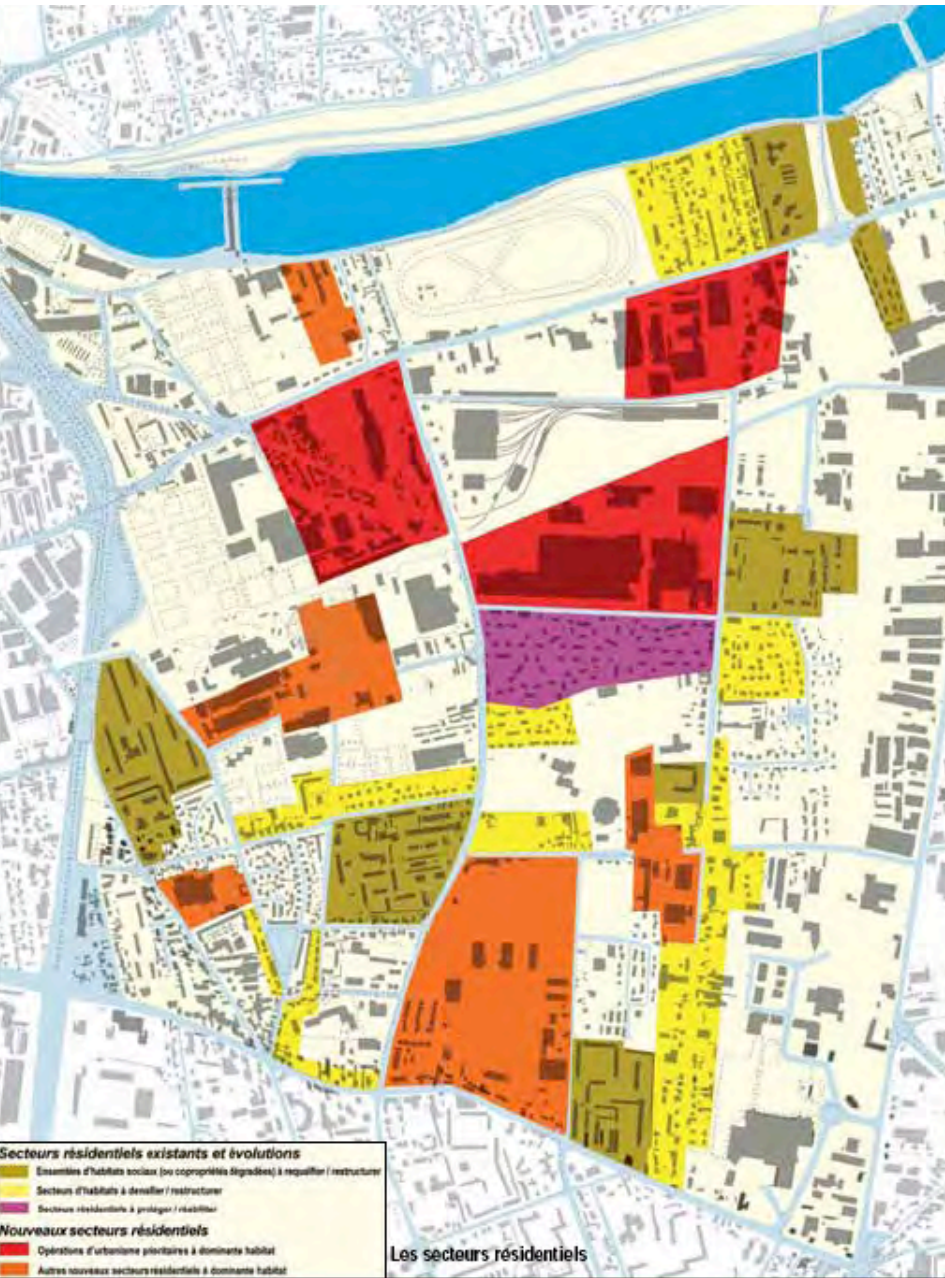 Secteurs résidentiels existants et évolutions
Ensembles d'habitats sociaux (ou copropriétés dégradées) à requalifier / restructurer
Secteurs d'habitats à densifier / restructurer
Secteurs résidentiels à protéger / réabiliter
Nouveaux secteurs résidentiels
Opérations d'urbanisme prioritaires à dominante habitat
Autres nouveaux secteurs résidentiels à dominante habitat
Les secteurs résidentiels